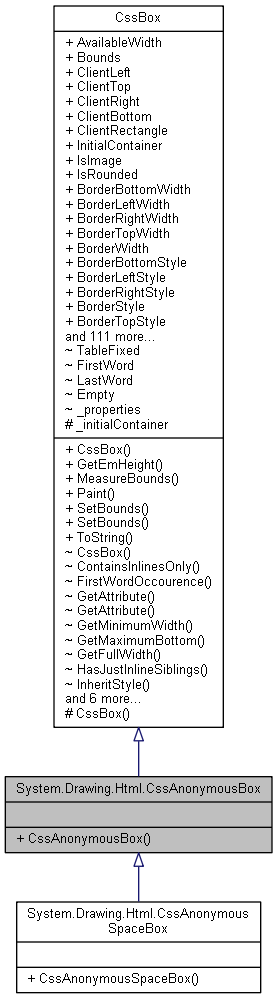 CssBox
+ AvailableWidth
+ Bounds
+ ClientLeft
+ ClientTop
+ ClientRight
+ ClientBottom
+ ClientRectangle
+ InitialContainer
+ IsImage
+ IsRounded
+ BorderBottomWidth
+ BorderLeftWidth
+ BorderRightWidth
+ BorderTopWidth
+ BorderWidth
+ BorderBottomStyle
+ BorderLeftStyle
+ BorderRightStyle
+ BorderStyle
+ BorderTopStyle
and 111 more...
~ TableFixed
~ FirstWord
~ LastWord
~ Empty
~ _properties
# _initialContainer
+ CssBox()
+ GetEmHeight()
+ MeasureBounds()
+ Paint()
+ SetBounds()
+ SetBounds()
+ ToString()
~ CssBox()
~ ContainsInlinesOnly()
~ FirstWordOccourence()
~ GetAttribute()
~ GetAttribute()
~ GetMinimumWidth()
~ GetMaximumBottom()
~ GetFullWidth()
~ HasJustInlineSiblings()
~ InheritStyle()
and 6 more...
# CssBox()
System.Drawing.Html.CssAnonymousBox
+ CssAnonymousBox()
System.Drawing.Html.CssAnonymous
SpaceBox
+ CssAnonymousSpaceBox()